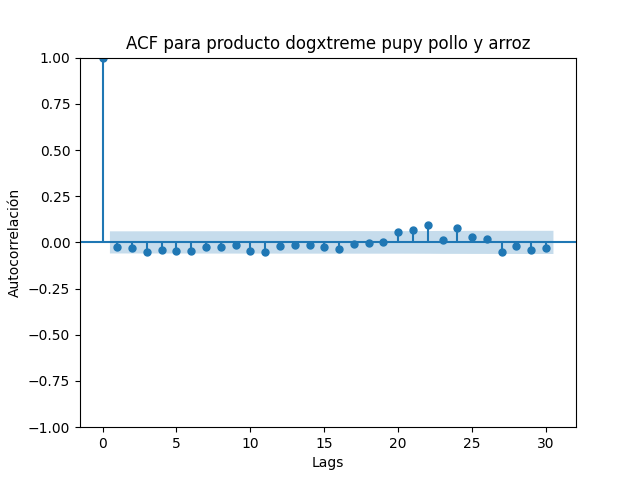 ACF para producto dogxtreme pupy pollo y arroz
1.00
0.75
0.50
0.25
0.00
−0.25
−0.50
−0.75
−1.00
Autocorrelación
0 5 10 15 20 25 30
Lags